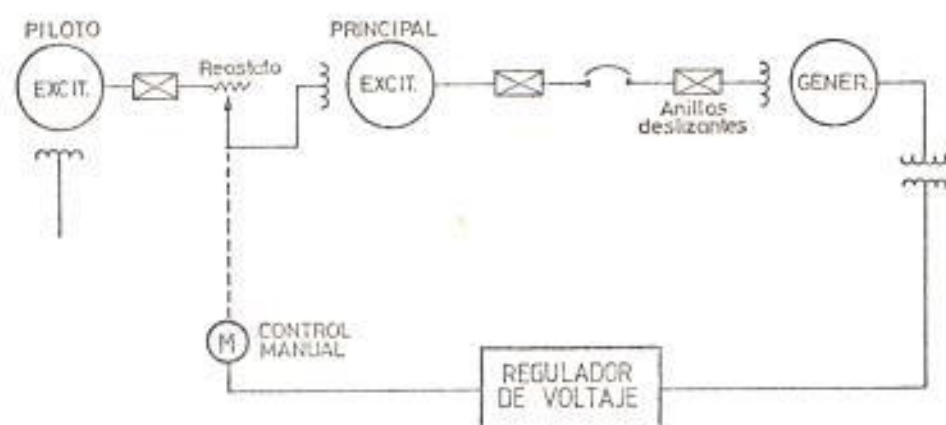 PILOTO
EXCIT.
Reostato
PRINCIPAL
EXCIT.
Anillos
deslizantes
GENER.
M
CONTROL
MANUAL
REGULADOR
DE VOLTAJE